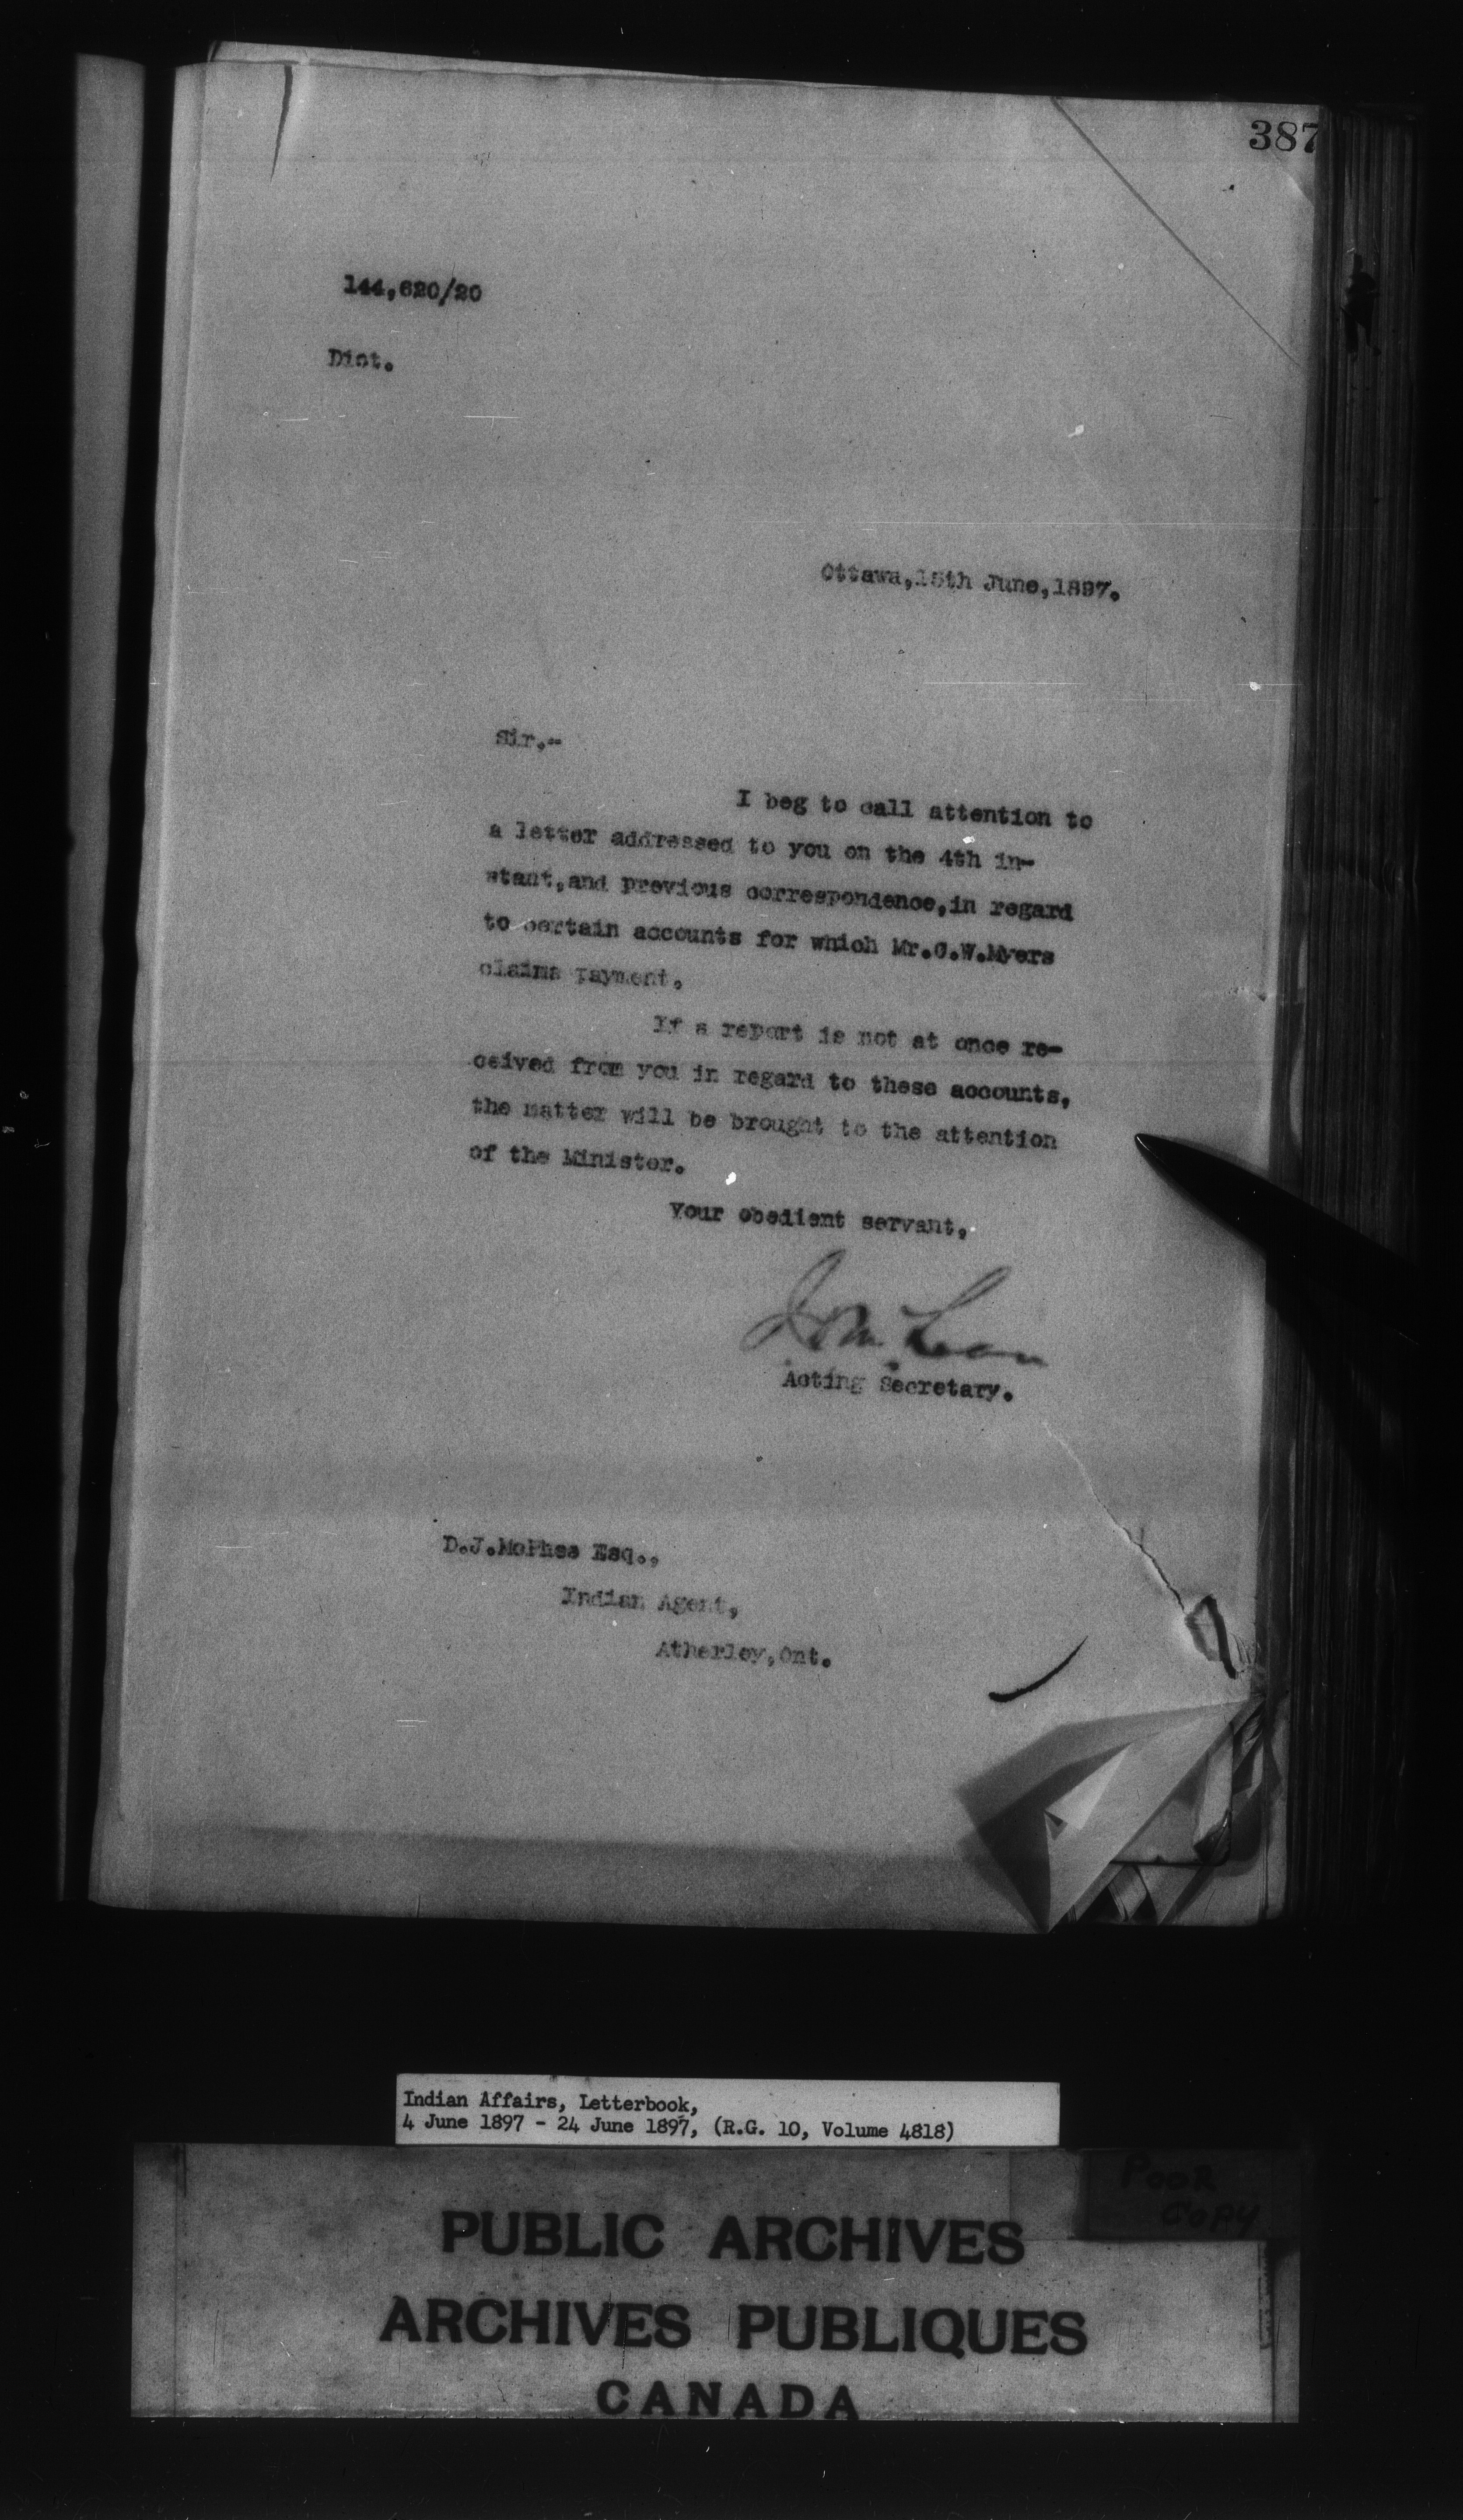 387
144,620/20
Dict.
Ottawa,15th June,1897.
Sir.-
I beg to call attention to
a letter addressed to you on the 4th in-
stant,and previous correspondence,in regard
to certain accounts for which Mr.C.W.Myers
claims payment.
If a report is not at once re-
ceived from you in regard to these accounts,
the matter will be brought to the attention
of the Minister.
Your obedient servant,
J D McLean
Acting Secretary.
D.J.McPhee Esq.,
Indian Agent,
Atherley,Ont.
Indian Affairs, Letterbook,
4 June 1897 - 24 June 1897, (R.G. 10, Volume 4818)
POOR
COPY
PUBLIC ARCHIVES
ARCHIVES PUBLIQUES
CANADA